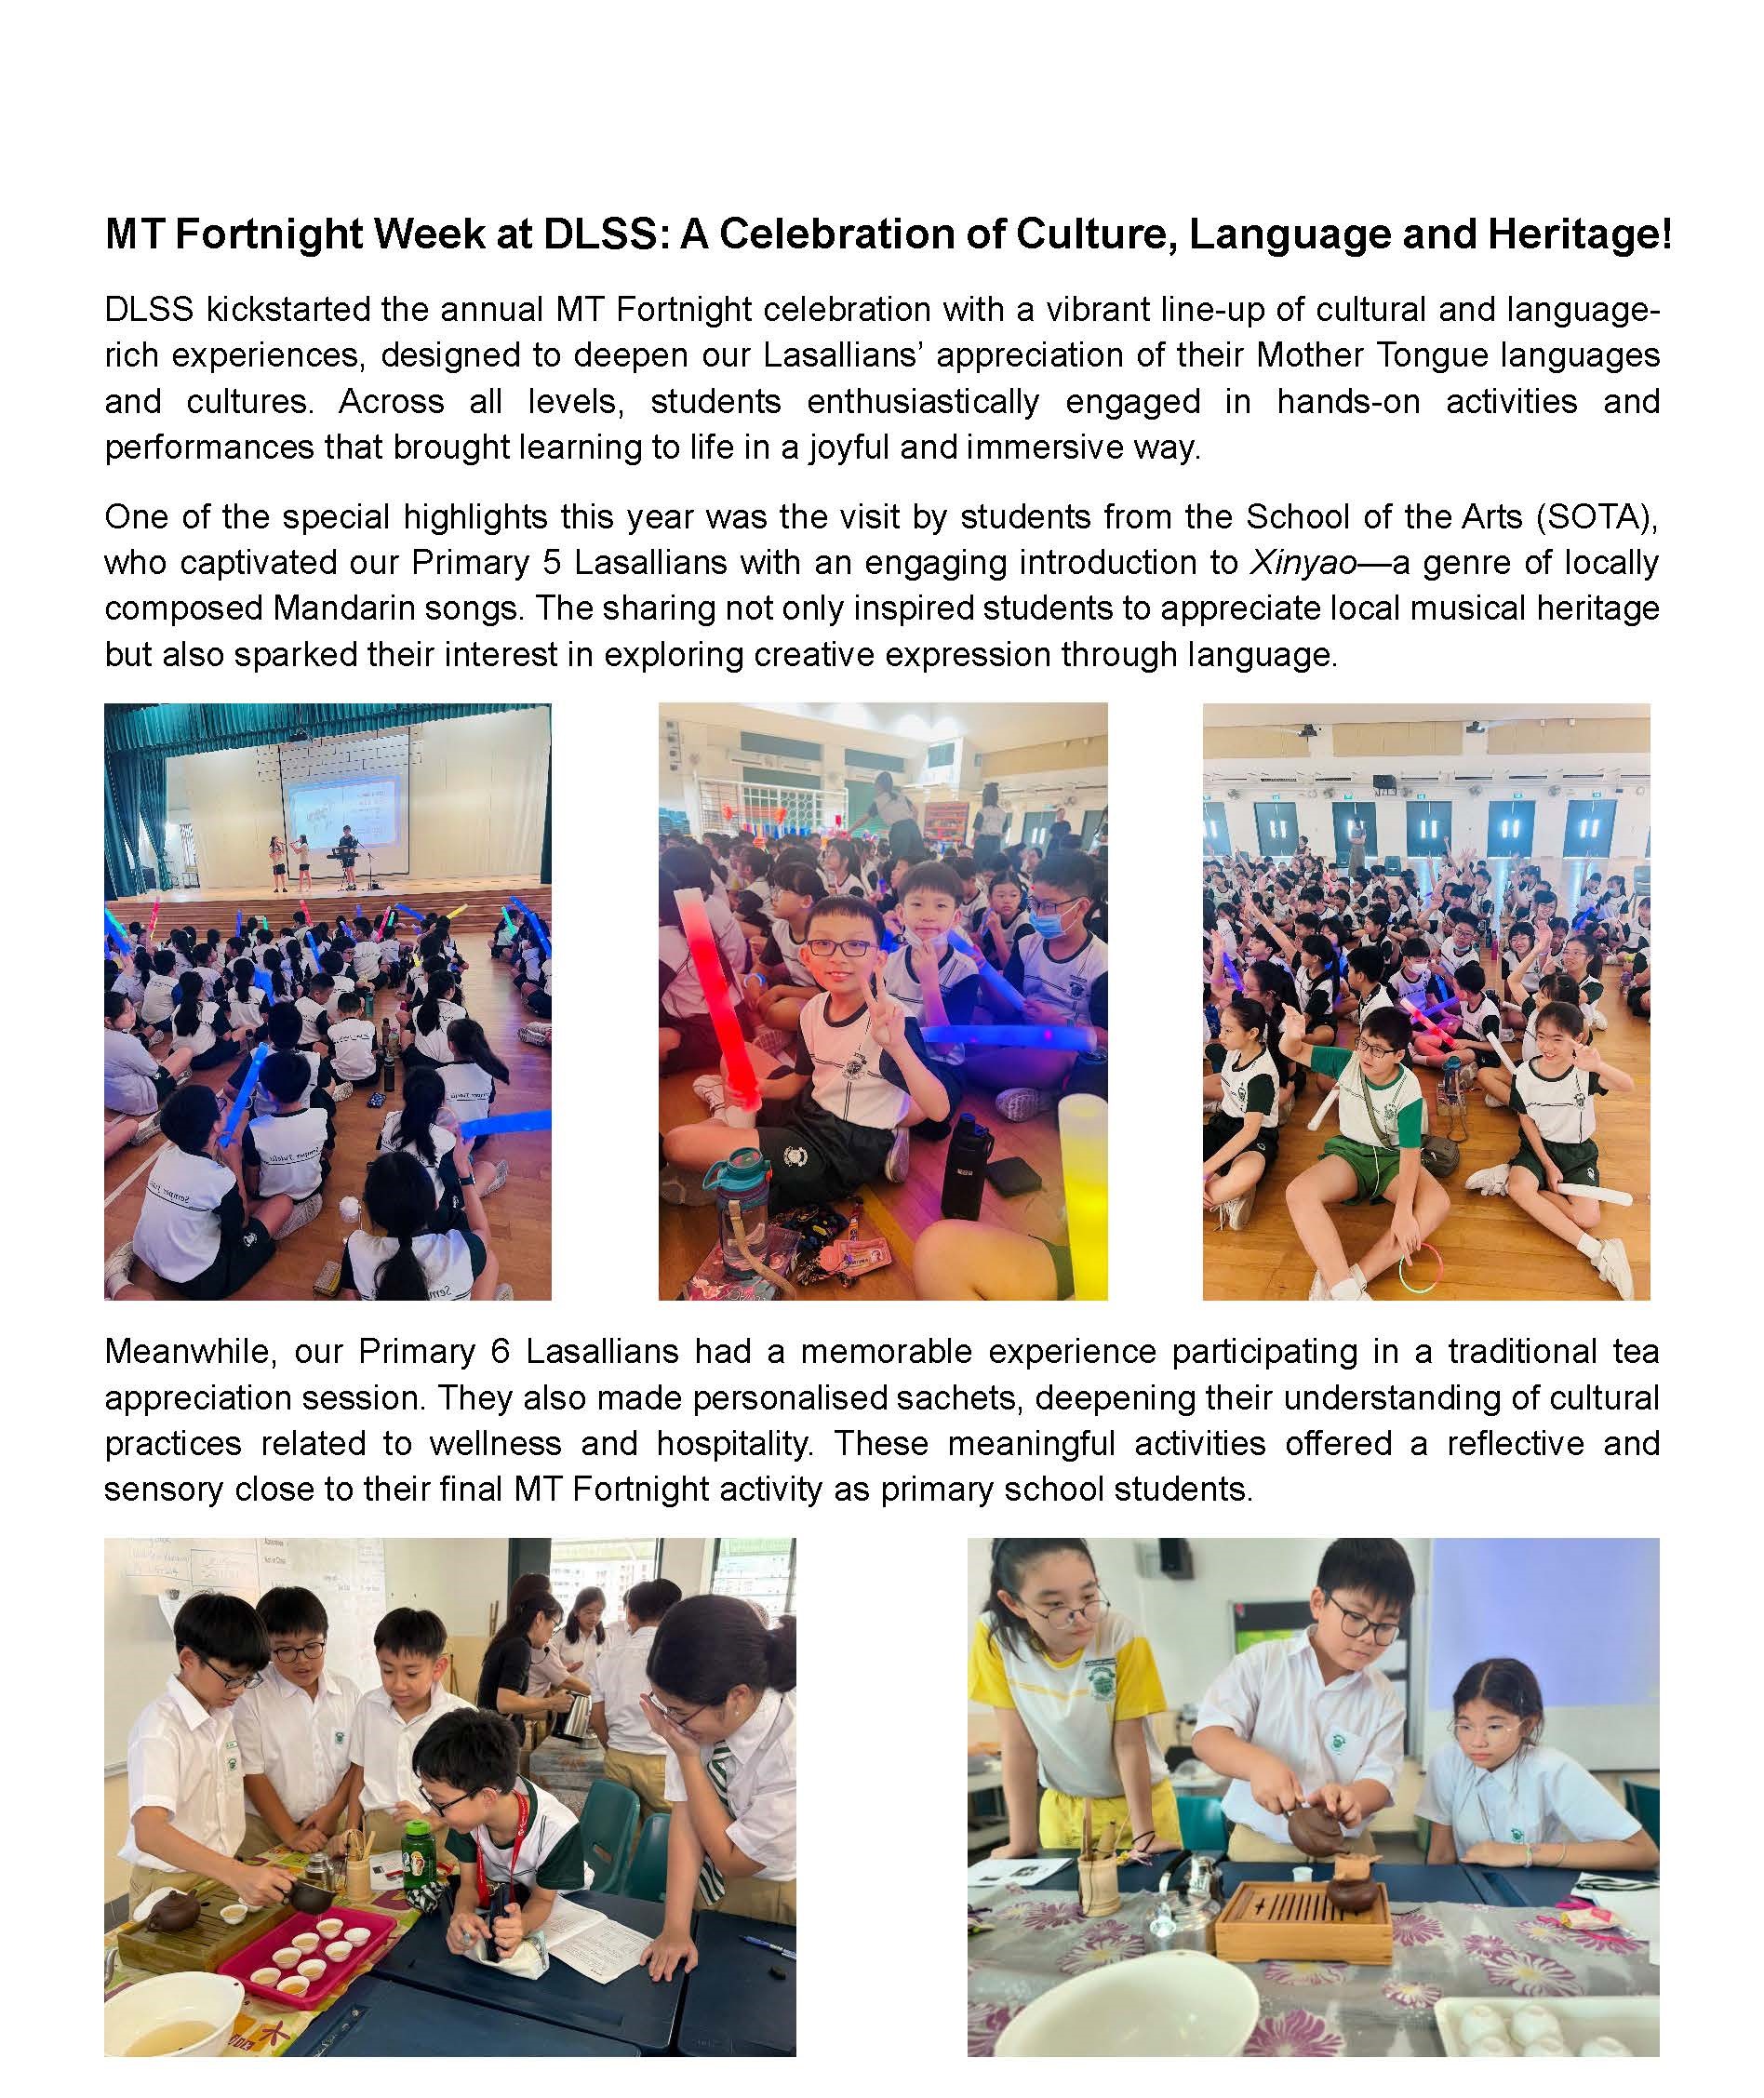 MT Fortnight Week at DLSS: A Celebration of Culture, Language and Heritage!
DLSS kickstarted the annual MT Fortnight celebration with a vibrant line-up of cultural and language-
rich experiences, designed to deepen our Lasallians’ appreciation of their Mother Tongue languages
and cultures. Across all levels, students enthusiastically engaged in hands-on activities and
performances that brought learning to life in a joyful and immersive way.
One of the special highlights this year was the visit by students from the School of the Arts (SOTA),
who captivated our Primary 5 Lasallians with an engaging introduction to Xinyao—a genre of locally
composed Mandarin songs. The sharing not only inspired students to appreciate local musical heritage
but also sparked their interest in exploring creative expression through language.
Meanwhile, our Primary 6 Lasallians had a memorable experience participating in a traditional tea
appreciation session. They also made personalised sachets, deepening their understanding of cultural
practices related to wellness and hospitality. These meaningful activities offered a reflective and
sensory close to their final MT Fortnight activity as primary school students.